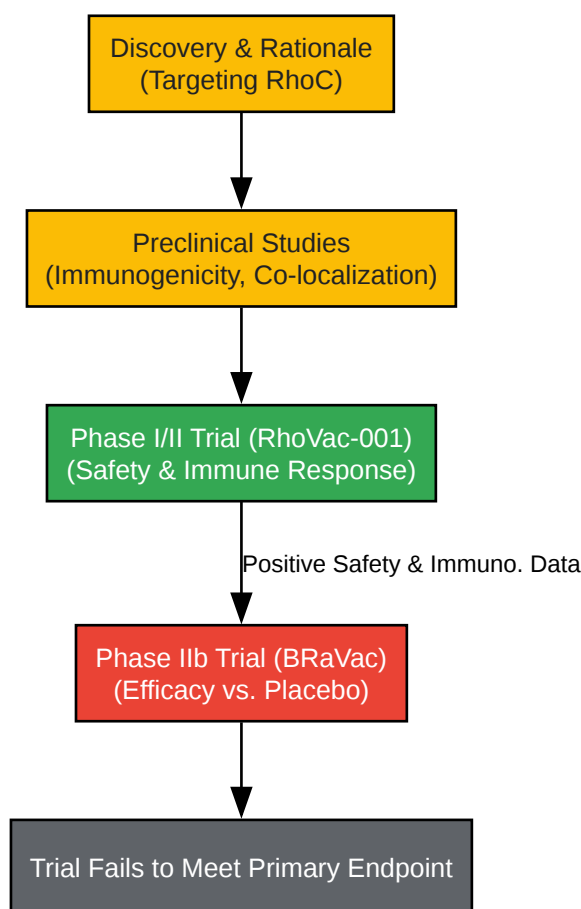 Discovery & Rationale
(Targeting RhoC)
Preclinical Studies
(Immunogenicity, Co-localization)
Phase I/II Trial (RhoVac-001)
(Safety & Immune Response)
Positive Safety & Immuno. Data
Phase IIb Trial (BRaVac)
(Efficacy vs. Placebo)
Trial Fails to Meet Primary Endpoint